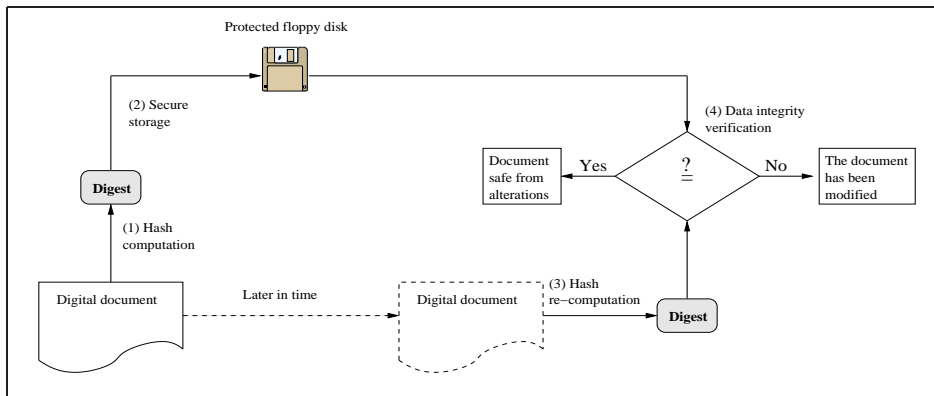 Protected floppy disk
(2) Secure
storage
(4) Data integrity
verification
Document
safe from
alterations
Yes
?
=
No
The document
has been
modified
Digest
(1) Hash
computation
Digital document
Later in time
Digital document
(3) Hash
re−computation
Digest